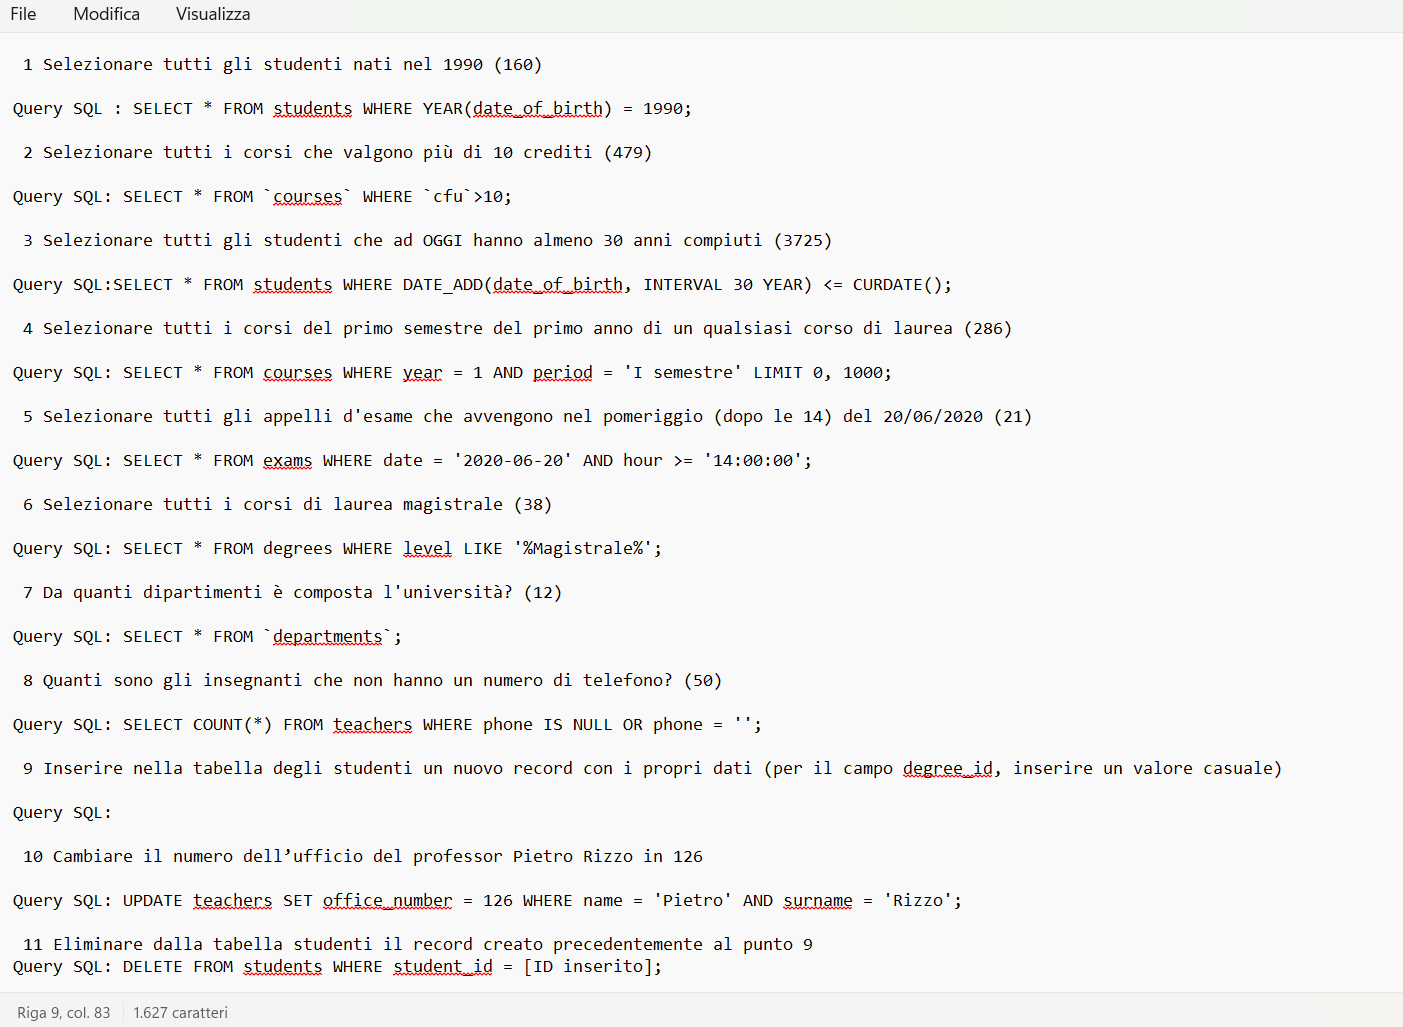 File Modifica Visualizza
1 Selezionare tutti gli studenti nati nel 1990 (160)
Query SQL : SELECT * FROM students WHERE YEAR(date_of_birth) = 1990;
2 Selezionare tutti i corsi che valgono più di 10 crediti (479)
Query SQL: SELECT * FROM `courses` WHERE `cfu`>10;
3 Selezionare tutti gli studenti che ad OGGI hanno almeno 30 anni compiuti (3725)
Query SQL:SELECT * FROM students WHERE DATE_ADD(date_of_birth, INTERVAL 30 YEAR) <= CURDATE();
4 Selezionare tutti i corsi del primo semestre del primo anno di un qualsiasi corso di laurea (286)
Query SQL: SELECT * FROM courses WHERE year = 1 AND period = 'I semestre' LIMIT 0, 1000;
5 Selezionare tutti gli appelli d'esame che avvengono nel pomeriggio (dopo le 14) del 20/06/2020 (21)
Query SQL: SELECT * FROM exams WHERE date = '2020-06-20' AND hour >= '14:00:00';
6 Selezionare tutti i corsi di laurea magistrale (38)
Query SQL: SELECT * FROM degrees WHERE level LIKE '%Magistrale%';
7 Da quanti dipartimenti è composta l'università? (12)
Query SQL: SELECT * FROM `departments`;
8 Quanti sono gli insegnanti che non hanno un numero di telefono? (50)
Query SQL: SELECT COUNT(*) FROM teachers WHERE phone IS NULL OR phone = '';
9 Inserire nella tabella degli studenti un nuovo record con i propri dati (per il campo degree_id, inserire un valore casuale)
Query SQL:
10 Cambiare il numero dell’ufficio del professor Pietro Rizzo in 126
Query SQL: UPDATE teachers SET office_number = 126 WHERE name = 'Pietro' AND surname = 'Rizzo';
11 Eliminare dalla tabella studenti il record creato precedentemente al punto 9
Query SQL: DELETE FROM students WHERE student_id = [ID inserito];
Riga 9, col. 83 1.627 caratteri